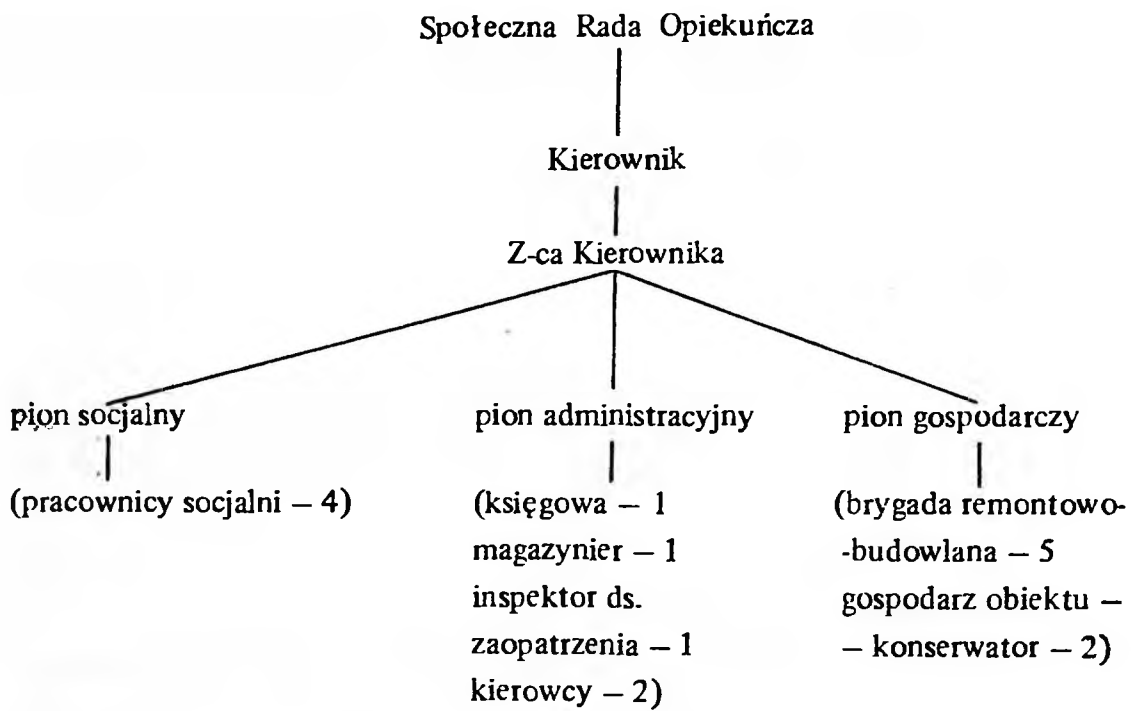 Społeczna Rada Opiekuńcza
Kierownik
Z-ca Kierownika
pion socjalny
(pracownicy socjalni – 4)
pion administracyjny
(księgowa – 1
magazynier – 1
inspektor ds.
zaopatrzenia – 1
kierowcy – 2)
pion gospodarczy
(brygada remontowo-
-budowlana – 5
gospodarz obiektu –
– konserwator – 2)